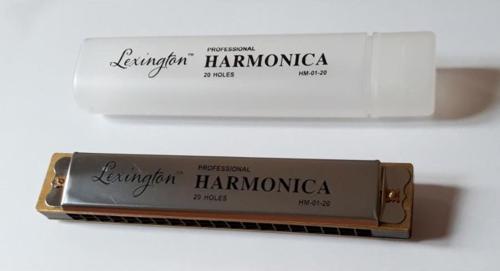 Lexington™
PROFESSIONAL
HARMONICA
20 HOLES HM-01-20
Lexington™
PROFESSIONAL
HARMONICA
20 HOLES HM-01-20